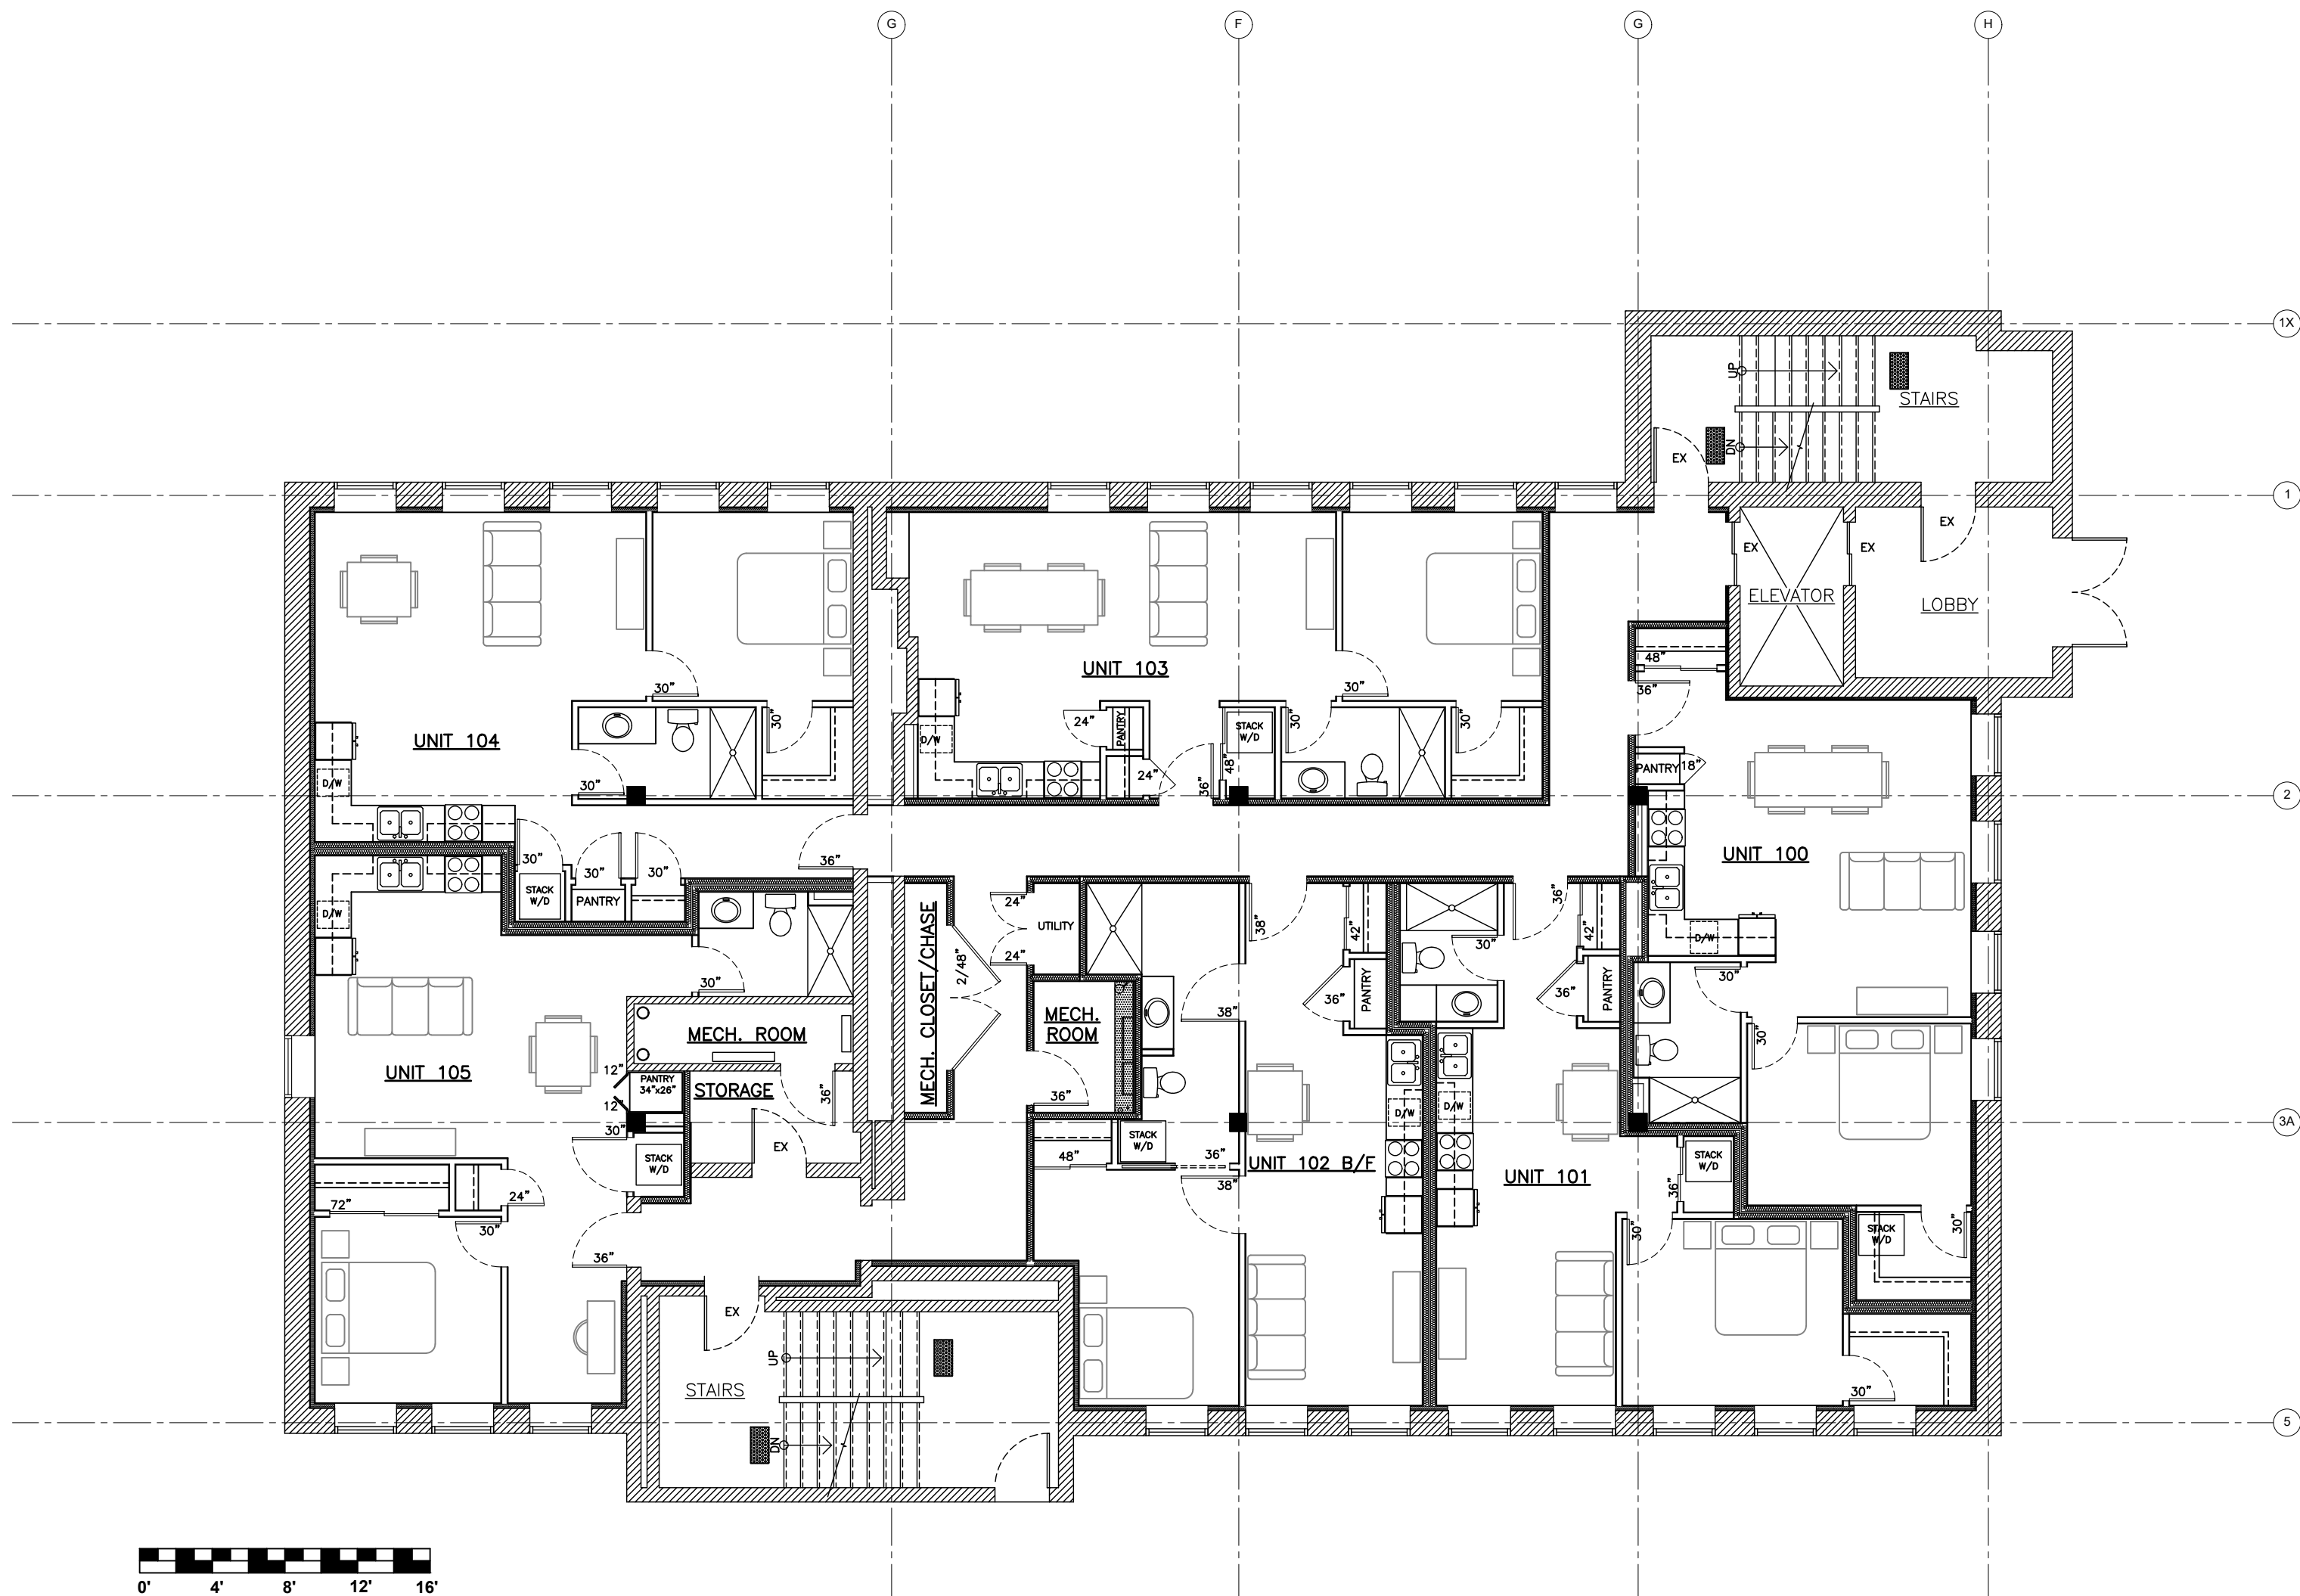 G
F
G
H
1X
UP
STAIRS
DN
EX
1
EX
EX
EX
ELEVATOR
LOBBY
UNIT 103
48"
36"
30"
30"
UNIT 104
30"
30"
24"
PANTRY
STACK
W/D
30"
30"
D/W
D/W
30"
24"
48"
36"
PANTRY
18"
2
30"
30"
30"
36"
UNIT 100
STACK
W/D
PANTRY
D/W
24"
UTILITY
24"
38"
42"
36"
42"
30"
D/W
MECH. CLOSET/CHASE
2/48"
30"
30"
36"
PANTRY
36"
PANTRY
MECH. ROOM
MECH.
ROOM
38"
30"
UNIT 105
12"
PANTRY
34"x26"
12"
STORAGE
36"
36"
D/W
D/W
3A
30"
EX
STACK
W/D
STACK
W/D
48"
36"
38"
UNIT 102 B/F
UNIT 101
STACK
W/D
36"
72"
24"
30"
36"
30"
STACK
W/D
30"
EX
UP
STAIRS
DN
30"
5
0'
4'
8'
12'
16'